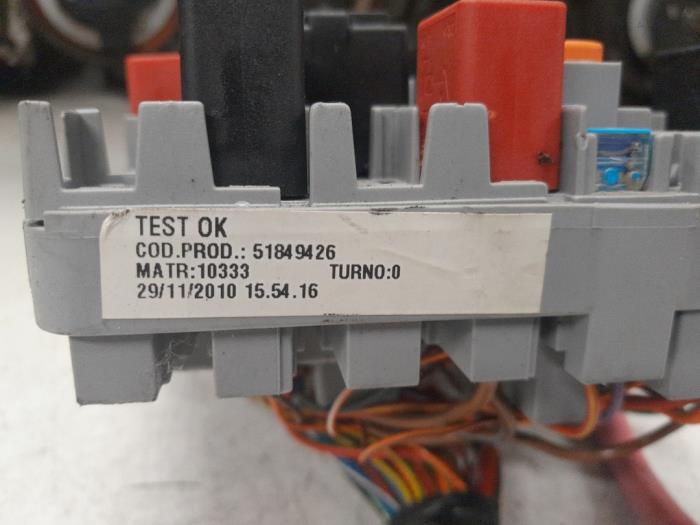 TEST OK
COD.PROD.: 51849426
MATR:10333 TURNO:0
29/11/2010 15.54.16